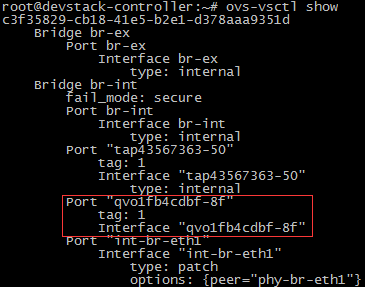 root@devstack-controller:~# ovs-vsctl show
c3f35829-cb18-41e5-b2e1-d378aaa9351d
Bridge br-ex
Port br-ex
Interface br-ex
type: internal
Bridge br-int
fail_mode: secure
Port br-int
Interface br-int
type: internal
Port "tap43567363-50"
tag: 1
Interface "tap43567363-50"
type: internal
Port "qvo1fb4cdbf-8f"
tag: 1
Interface "qvo1fb4cdbf-8f"
Port "int-br-eth1"
Interface "int-br-eth1"
type: patch
options: {peer="phy-br-eth1"}